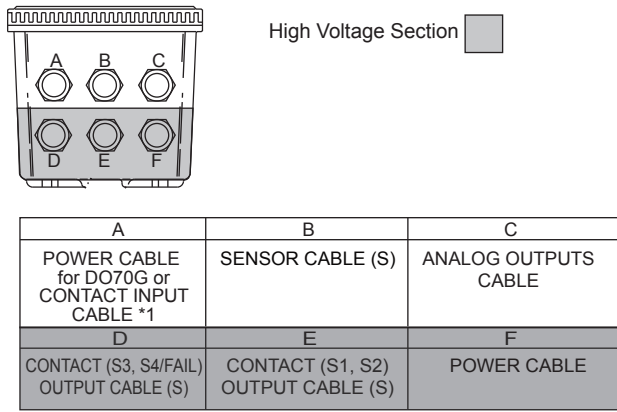 High Voltage Section
A B C
D E F
A B C
POWER CABLE
for DO70G or
CONTACT INPUT
CABLE *1
SENSOR CABLE (S)
ANALOG OUTPUTS
CABLE
D E F
CONTACT (S3, S4/FAIL)
OUTPUT CABLE (S)
CONTACT (S1, S2)
OUTPUT CABLE (S)
POWER CABLE